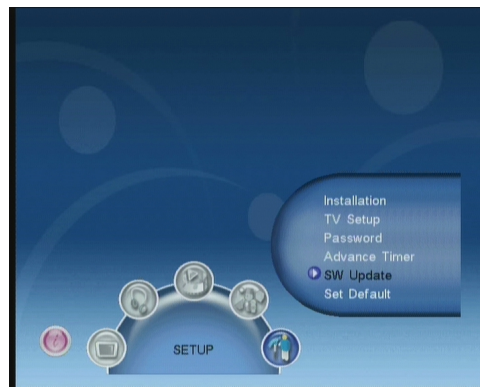 Installation
TV Setup
Password
Advance Timer
SW Update
Set Default
SETUP
i